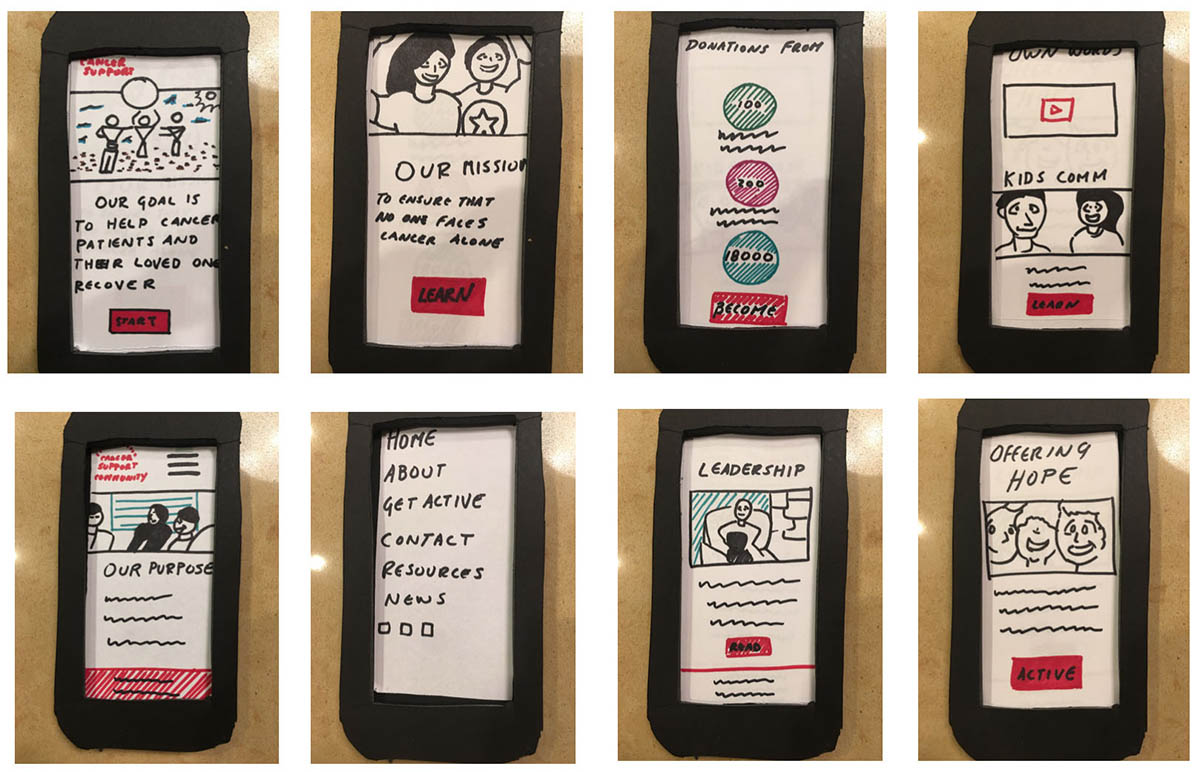 CANCER
SUPPORT
OUR GOAL IS
TO HELP CANCER
PATIENTS AND
THEIR LOVED ONE
RECOVER
START
OUR MISSION
TO ENSURE THAT
NO ONE FACES
CANCER ALONE
LEARN
DONATIONS FROM
100
200
18000
BECOME
OWN WORDS
KIDS COMM
LEARN
CANCER
SUPPORT
COMMUNITY
OUR PURPOSE
HOME
ABOUT
GET ACTIVE
CONTACT
RESOURCES
NEWS
LEADERSHIP
READ
OFFERING
HOPE
ACTIVE